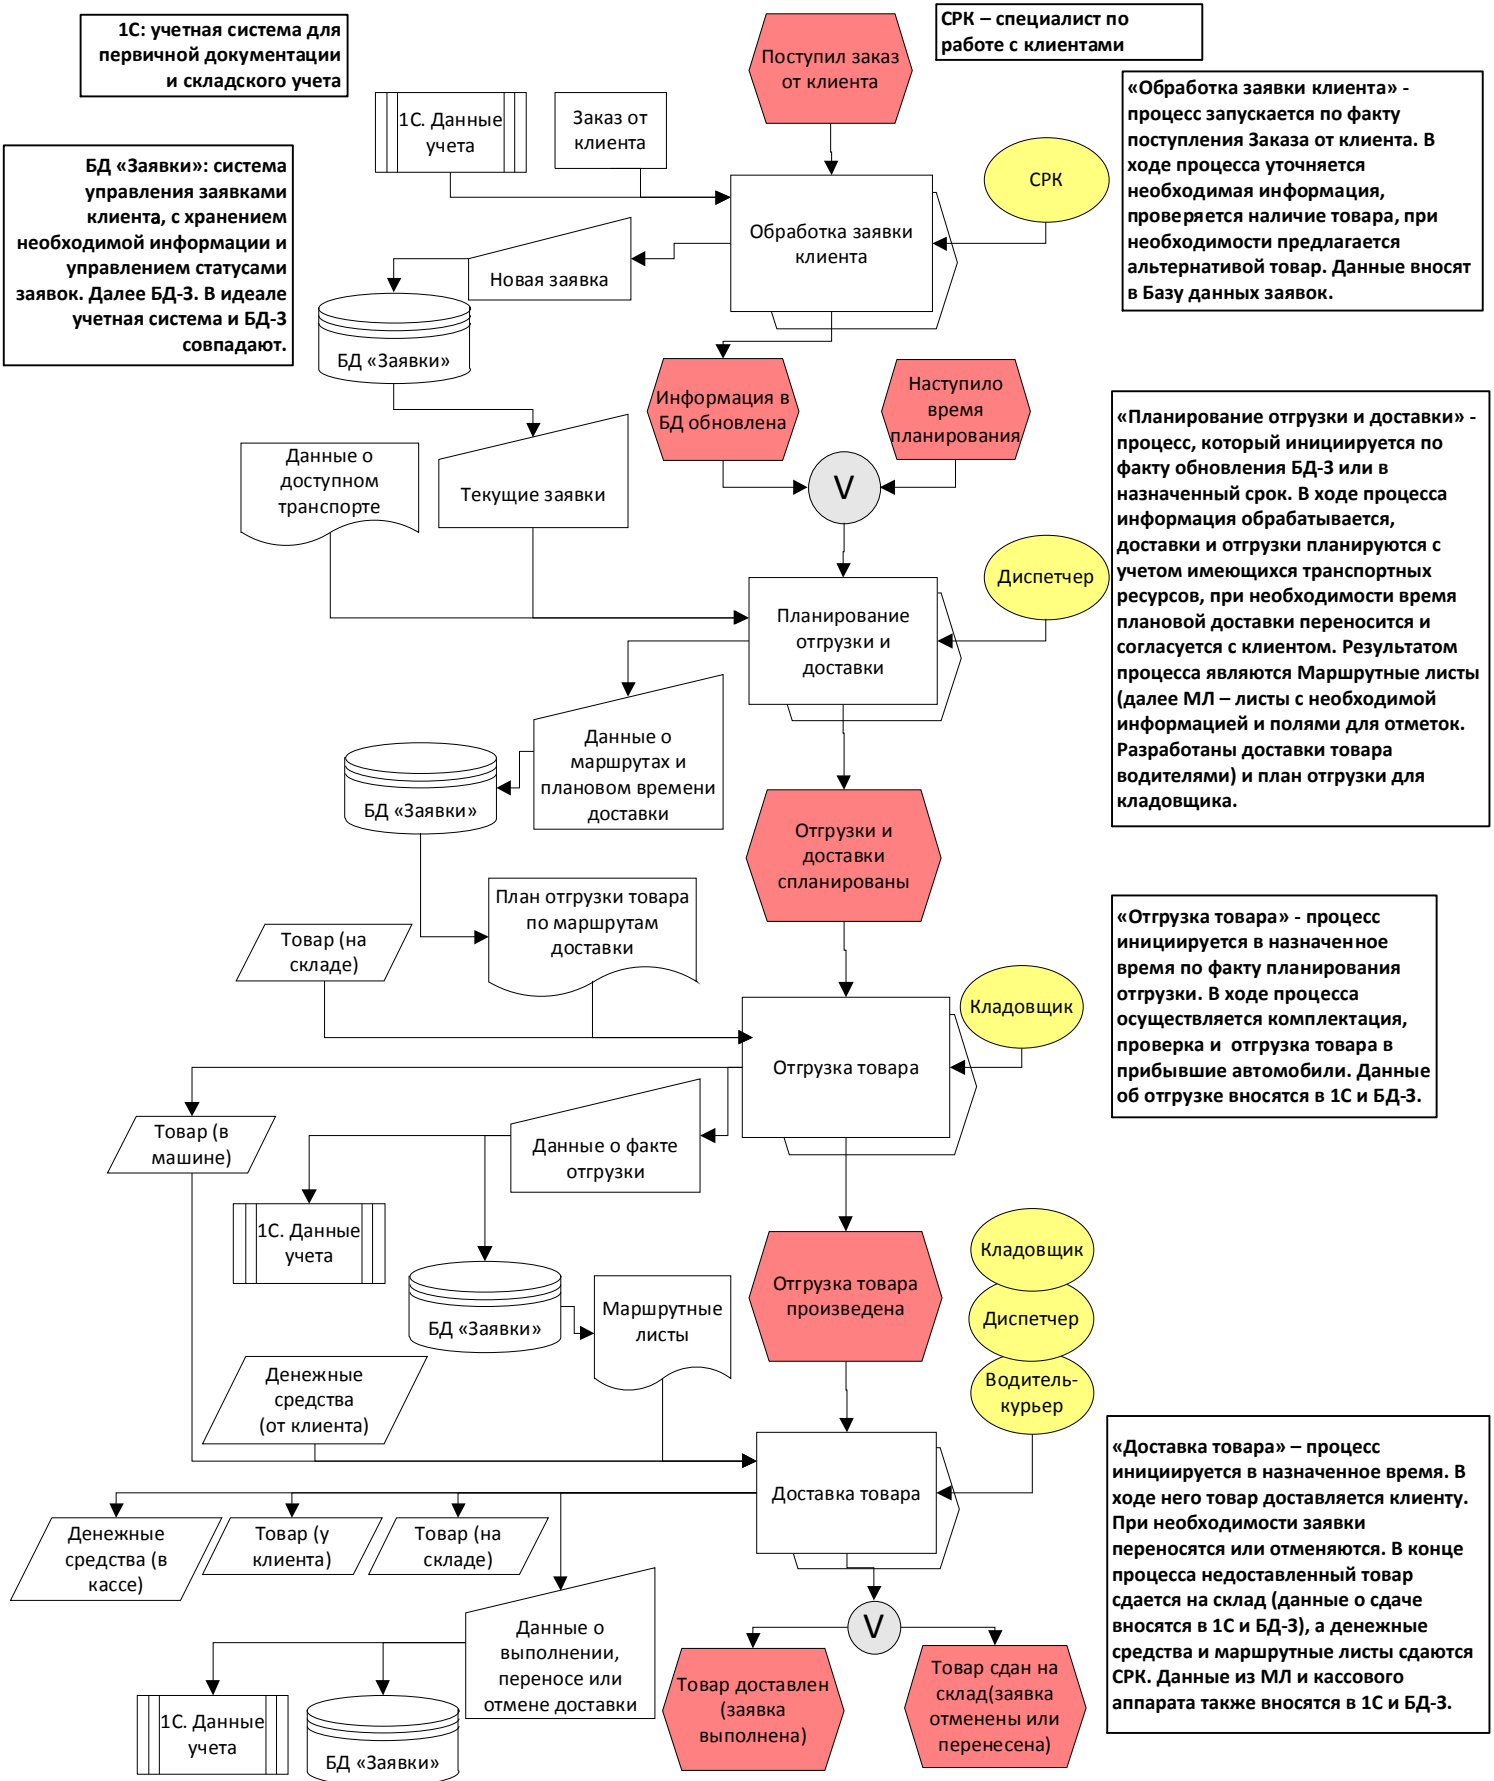 1С: учетная система для
первичной документации
и складского учета
Поступил заказ
от клиента
СРК – специалист по
работе с клиентами
«Обработка заявки клиента» -
процесс запускается по факту
поступления Заказа от клиента. В
ходе процесса уточняется
необходимая информация,
проверяется наличие товара, при
необходимости предлагается
альтернативой товар. Данные вносят
в Базу данных заявок.
1С. Данные
учета
Заказ от
клиента
БД «Заявки»: система
управления заявками
клиента, с хранением
необходимой информации и
управлением статусами
заявок. Далее БД-З. В идеале
учетная система и БД-З
совпадают.
СРК
Обработка заявки
клиента
Новая заявка
БД «Заявки»
Информация в
БД обновлена
Наступило
время
планирования
«Планирование отгрузки и доставки» -
процесс, который инициируется по
факту обновления БД-З или в
назначенный срок. В ходе процесса
информация обрабатывается,
доставки и отгрузки планируются с
учетом имеющихся транспортных
ресурсов, при необходимости время
плановой доставки переносится и
согласуется с клиентом. Результатом
процесса являются Маршрутные листы
(далее МЛ – листы с необходимой
информацией и полями для отметок.
Разработаны доставки товара
водителями) и план отгрузки для
кладовщика.
Данные о
доступном
транспорте
Текущие заявки
V
Диспетчер
Планирование
отгрузки и
доставки
Данные о
маршрутах и
плановом времени
доставки
БД «Заявки»
Отгрузки и
доставки
спланированы
План отгрузки товара
по маршрутам
доставки
Товар (на
складе)
«Отгрузка товара» - процесс
инициируется в назначенное
время по факту планирования
отгрузки. В ходе процесса
осуществляется комплектация,
проверка и  отгрузка товара в
прибывшие автомобили. Данные
об отгрузке вносятся в 1С и БД-З.
Кладовщик
Отгрузка товара
Товар (в
машине)
Данные о факте
отгрузки
1С. Данные
учета
БД «Заявки»
Маршрутные
листы
Отгрузка товара
произведена
Кладовщик
Диспетчер
Водитель-
курьер
Денежные
средства
(от клиента)
«Доставка товара» – процесс
инициируется в назначенное время. В
ходе него товар доставляется клиенту.
При необходимости заявки
переносятся или отменяются. В конце
процесса недоставленный товар
сдается на склад (данные о сдаче
вносятся в 1С и БД-З), а денежные
средства и маршрутные листы сдаются
СРК. Данные из МЛ и кассового
аппарата также вносятся в 1С и БД-З.
Доставка товара
Денежные
средства (в
кассе)
Товар (у
клиента)
Товар (на
складе)
Данные о
выполнении,
переносе или
отмене доставки
V
1С. Данные
учета
БД «Заявки»
Товар доставлен
(заявка
выполнена)
Товар сдан на
склад(заявка
отменены или
перенесена)